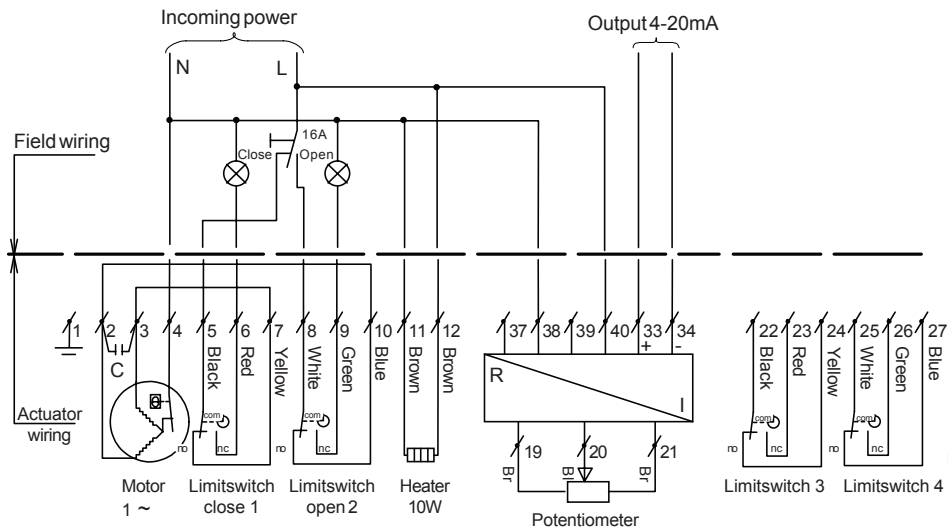 Incoming power
Output 4-20mA
N
L
16A
Close
Open
Field wiring
1
2
3
4
5
6
7
8
9
10
11
12
37
38
39
40
33
34
22
23
24
25
26
27
+
-
C
Black
Red
Yellow
White
Green
Blue
Brown
Brown
R
I
Black
Red
Yellow
White
Green
Blue
com
com
com
com
Actuator
wiring
no
nc
no
nc
no
nc
no
nc
19
20
21
Br
Bl
Br
Motor
1 ~
Limitswitch
close 1
Limitswitch
open 2
Heater
10W
Potentiometer
Limitswitch 3
Limitswitch 4